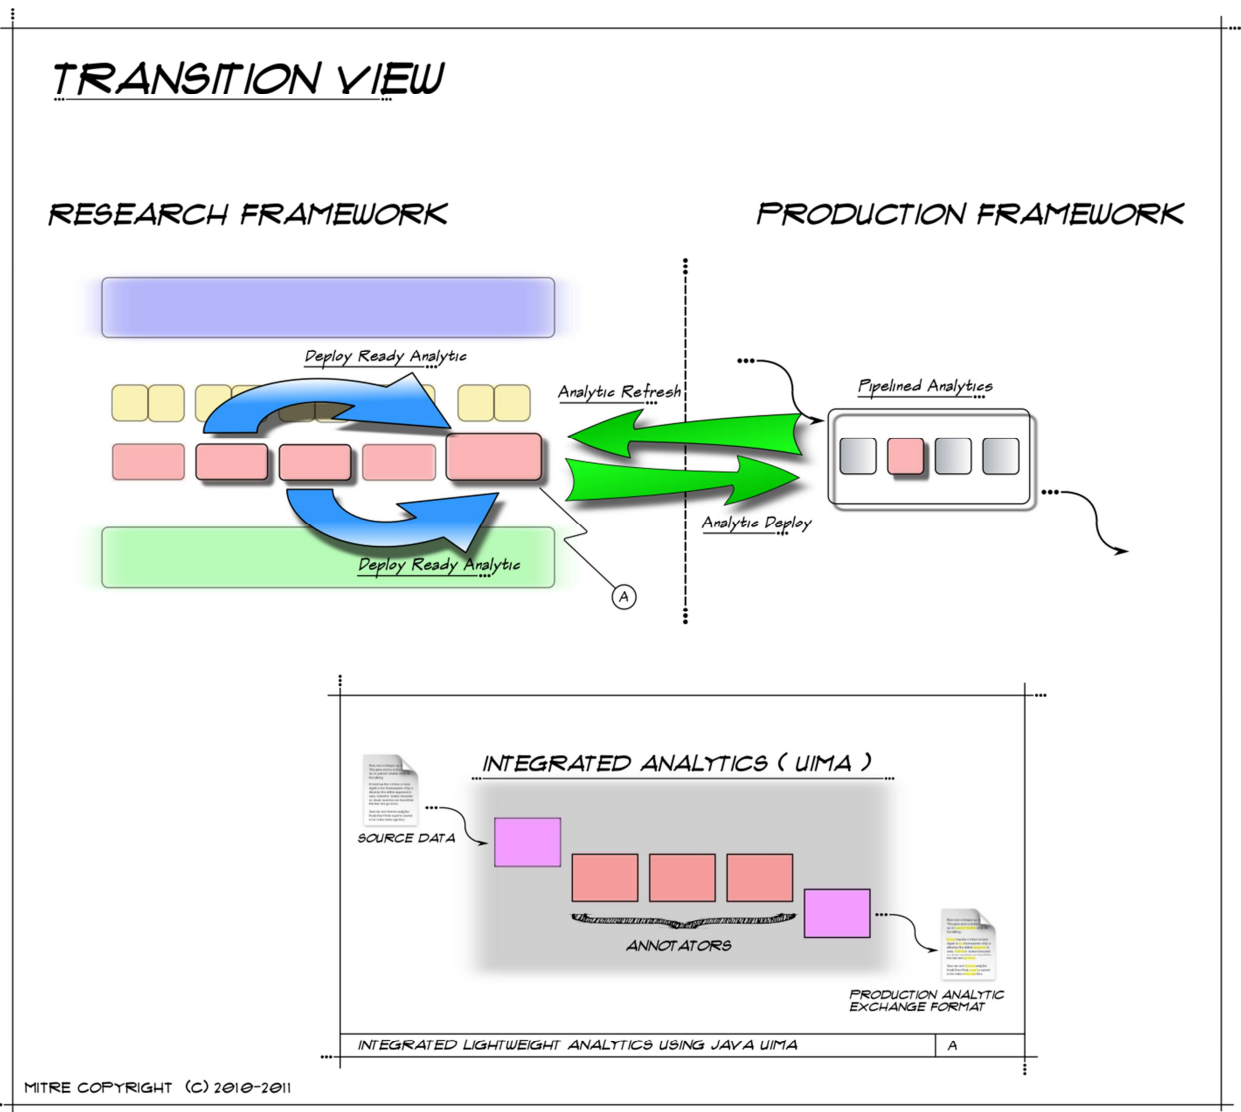 TRANSITION VIEW
RESEARCH FRAMEWORK
PRODUCTION FRAMEWORK
Deploy Ready Analytic
Analytic Refresh
Pipelined Analytics
Analytic Deploy
Deploy Ready Analytic
A
INTEGRATED ANALYTICS ( UIMA )
SOURCE DATA
ANNOTATORS
PRODUCTION ANALYTIC
EXCHANGE FORMAT
INTEGRATED LIGHTWEIGHT ANALYTICS USING JAVA UIMA
A
MITRE COPYRIGHT (C) 2010-2011